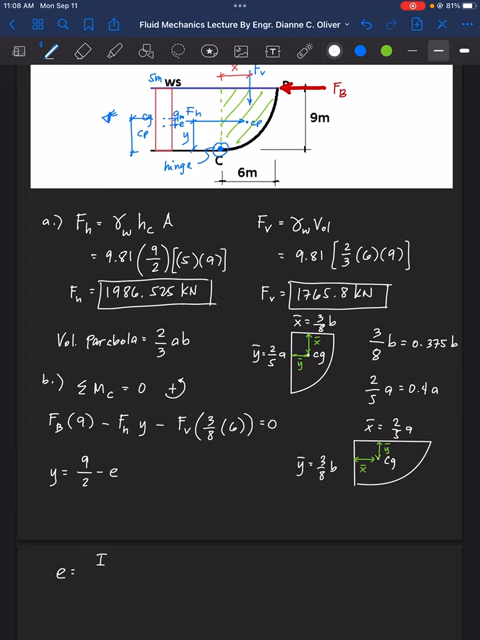 11:08 AM Mon Sep 11
81%
Fluid Mechanics Lecture By Engr. Dianne C. Oliver
5m
WS
x
Fv
B
FB
cg
Fh
cp
e
y
cp
9m
hinge
C
6m
a.) Fh = γw hc A
= 9.81 (9/2) [(5)(9)]
Fh = 1986.525 kN
Vol. parabola = 2/3 ab
Fv = γw Vol
= 9.81 [2/3 (6)(9)]
Fv = 1765.8 kN
x̄ = 3/8 b
ȳ = 2/5 a
x̄
ȳ
cg
3/8 b = 0.375b
2/5 a = 0.4a
b.) ΣMc = 0 +
FB (9) - Fh y - Fv (3/8 (6)) = 0
y = 9/2 - e
x̄ = 2/5 a
ȳ = 3/8 b
ȳ
x̄
cg
e = I